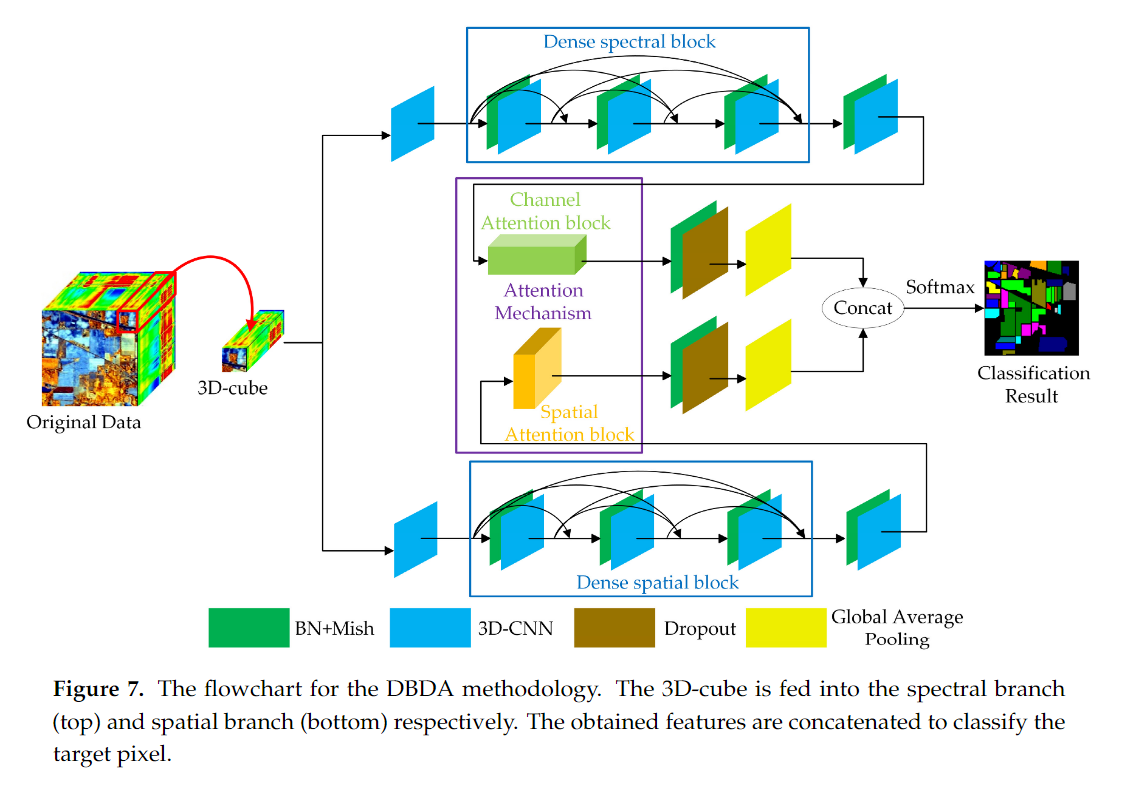 Dense spectral block
Channel
Attention block
Attention
Mechanism
Spatial
Attention block
3D-cube
Original Data
Concat
Softmax
Classification
Result
Dense spatial block
BN+Mish
3D-CNN
Dropout
Global Average
Pooling
Figure 7. The flowchart for the DBDA methodology. The 3D-cube is fed into the spectral branch
(top) and spatial branch (bottom) respectively. The obtained features are concatenated to classify the
target pixel.